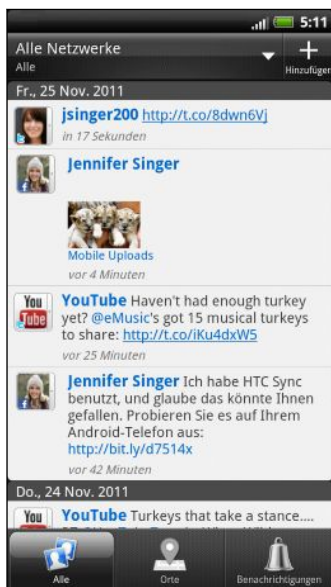 5:11
Alle Netzwerke
Alle
Hinzufügen
Fr., 25 Nov. 2011
jsinger200 http://t.co/8dwn6Vj
in 17 Sekunden
Jennifer Singer
Mobile Uploads
vor 4 Minuten
You
Tube
YouTube Haven't had enough turkey
yet? @eMusic's got 15 musical turkeys
to share: http://t.co/iKu4dxW5
vor 25 Minuten
Jennifer Singer Ich habe HTC Sync
benutzt, und glaube das könnte Ihnen
gefallen. Probieren Sie es auf Ihrem
Android-Telefon aus:
http://bit.ly/d7514x
vor 42 Minuten
Do., 24 Nov. 2011
You
YouTube Turkeys that take a stance....
Alle
Orte
Benachrichtigungen